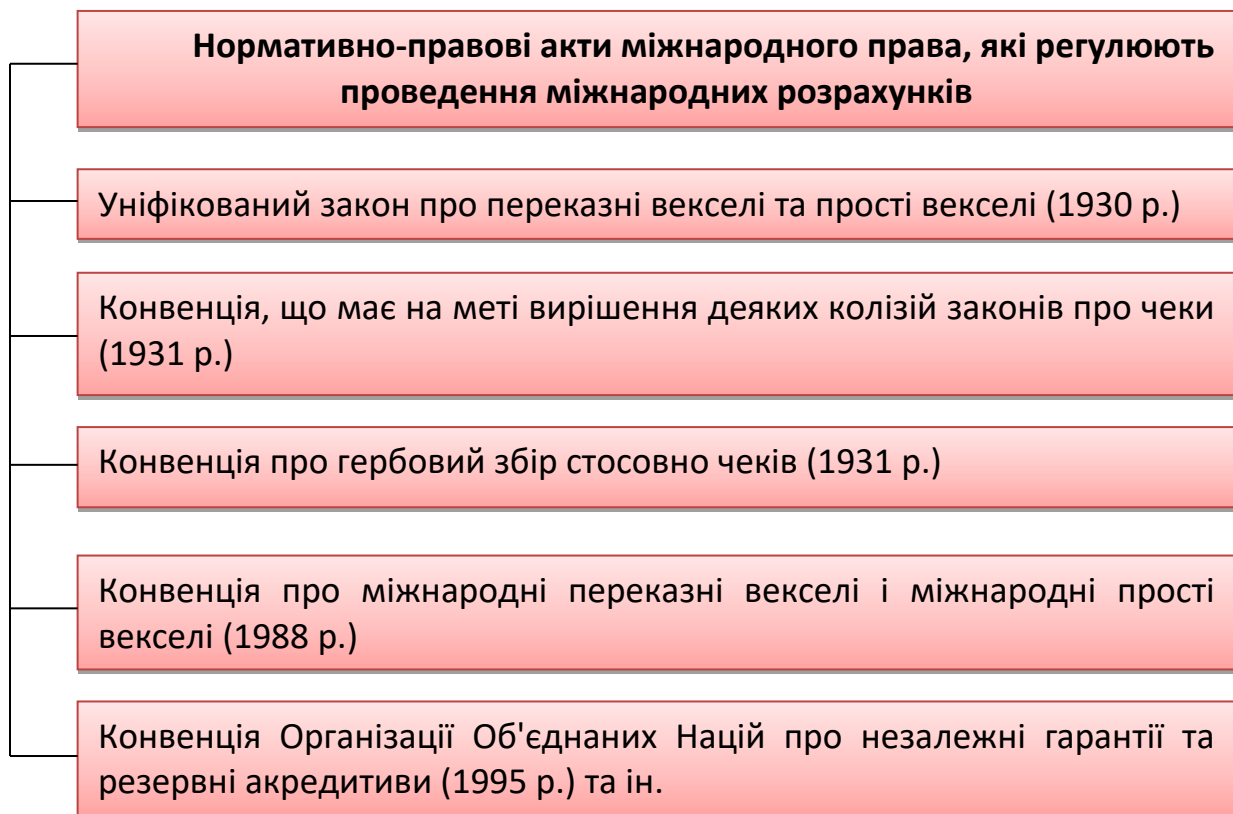 Нормативно-правові акти міжнародного права, які регулюють
проведення міжнародних розрахунків
Уніфікований закон про переказні векселі та прості векселі (1930 р.)
Конвенція, що має на меті вирішення деяких колізій законів про чеки
(1931 р.)
Конвенція про гербовий збір стосовно чеків (1931 р.)
Конвенція про міжнародні переказні векселі і міжнародні прості
векселі (1988 р.)
Конвенція Організації Об'єднаних Націй про незалежні гарантії та
резервні акредитиви (1995 р.) та ін.